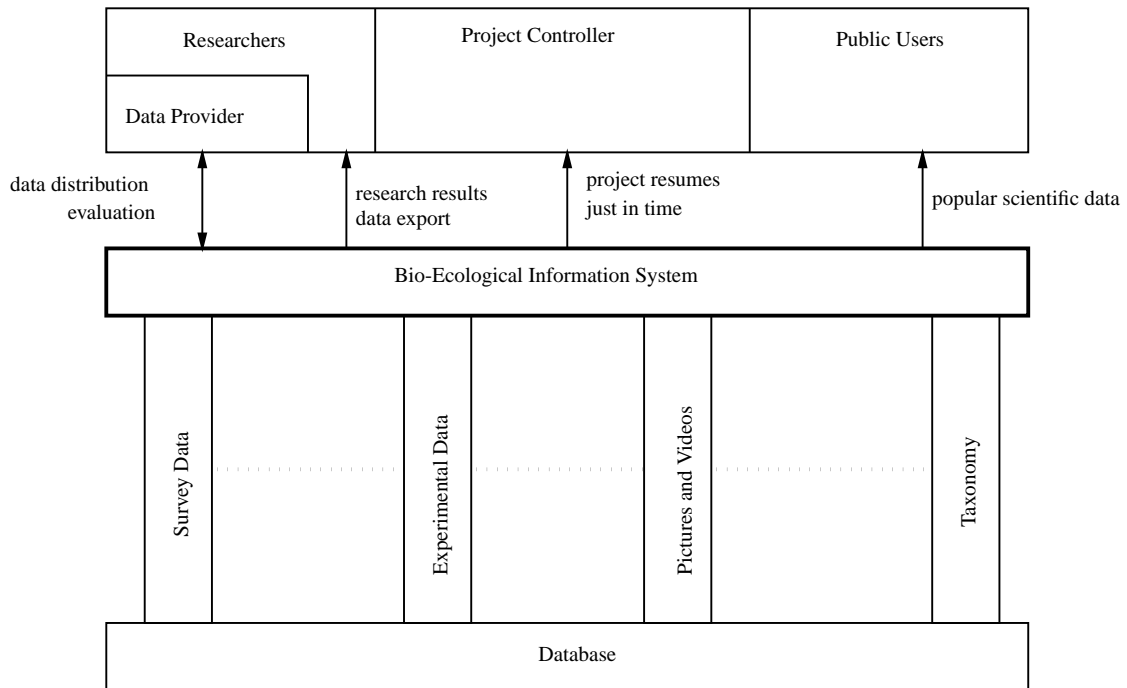 Researchers
Project Controller
Public Users
Data Provider
data distribution
evaluation
research results
data export
project resumes
just in time
popular scientific data
Bio-Ecological Information System
Survey Data
Experimental Data
Pictures and Videos
Taxonomy
Database